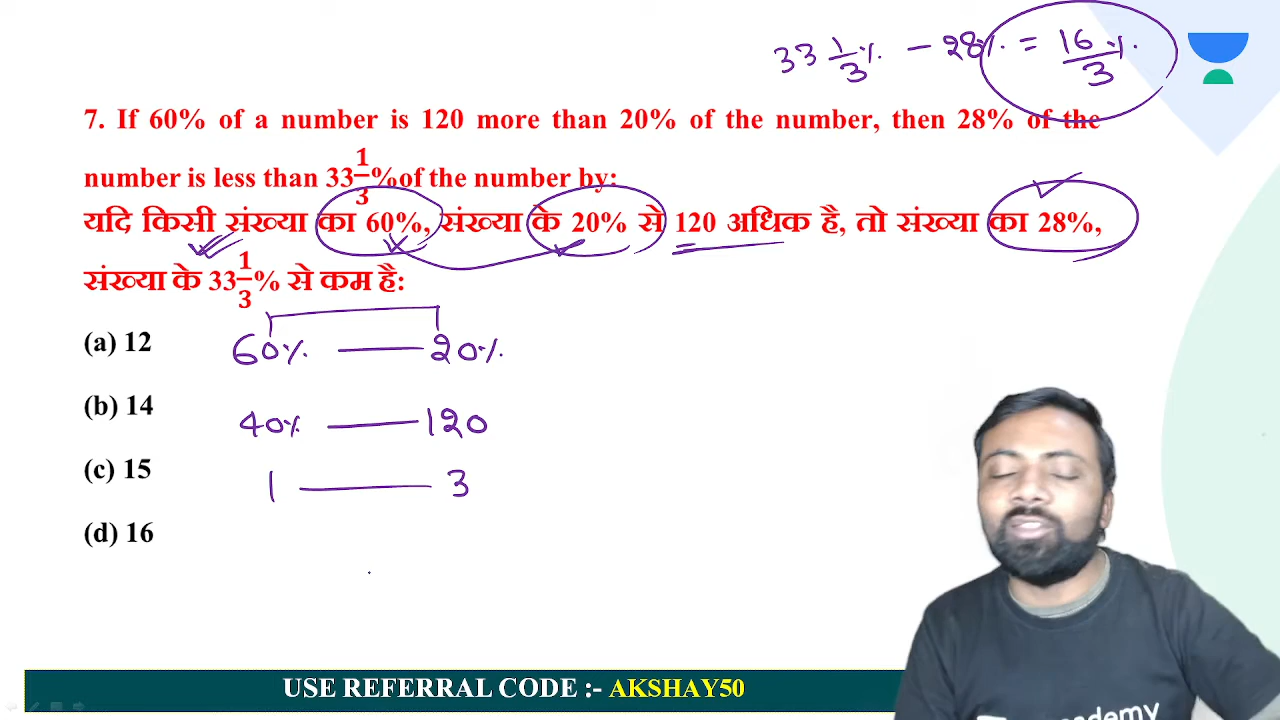 33 1/3 % - 28% = 16/3 %
7. If 60% of a number is 120 more than 20% of the number, then 28% of the
number is less than 33 1/3 %of the number by:
यदि किसी संख्या का 60%, संख्या के 20% से 120 अधिक है, तो संख्या का 28%,
संख्या के 33 1/3 % से कम है:
(a) 12
60% — 20%
(b) 14
40% — 120
(c) 15
1 — 3
(d) 16
USE REFERRAL CODE :- AKSHAY50